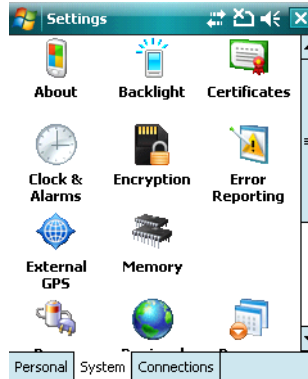 Settings
About Backlight Certificates
Clock & Encryption Error
Alarms Reporting
External Memory
GPS
Personal System Connections